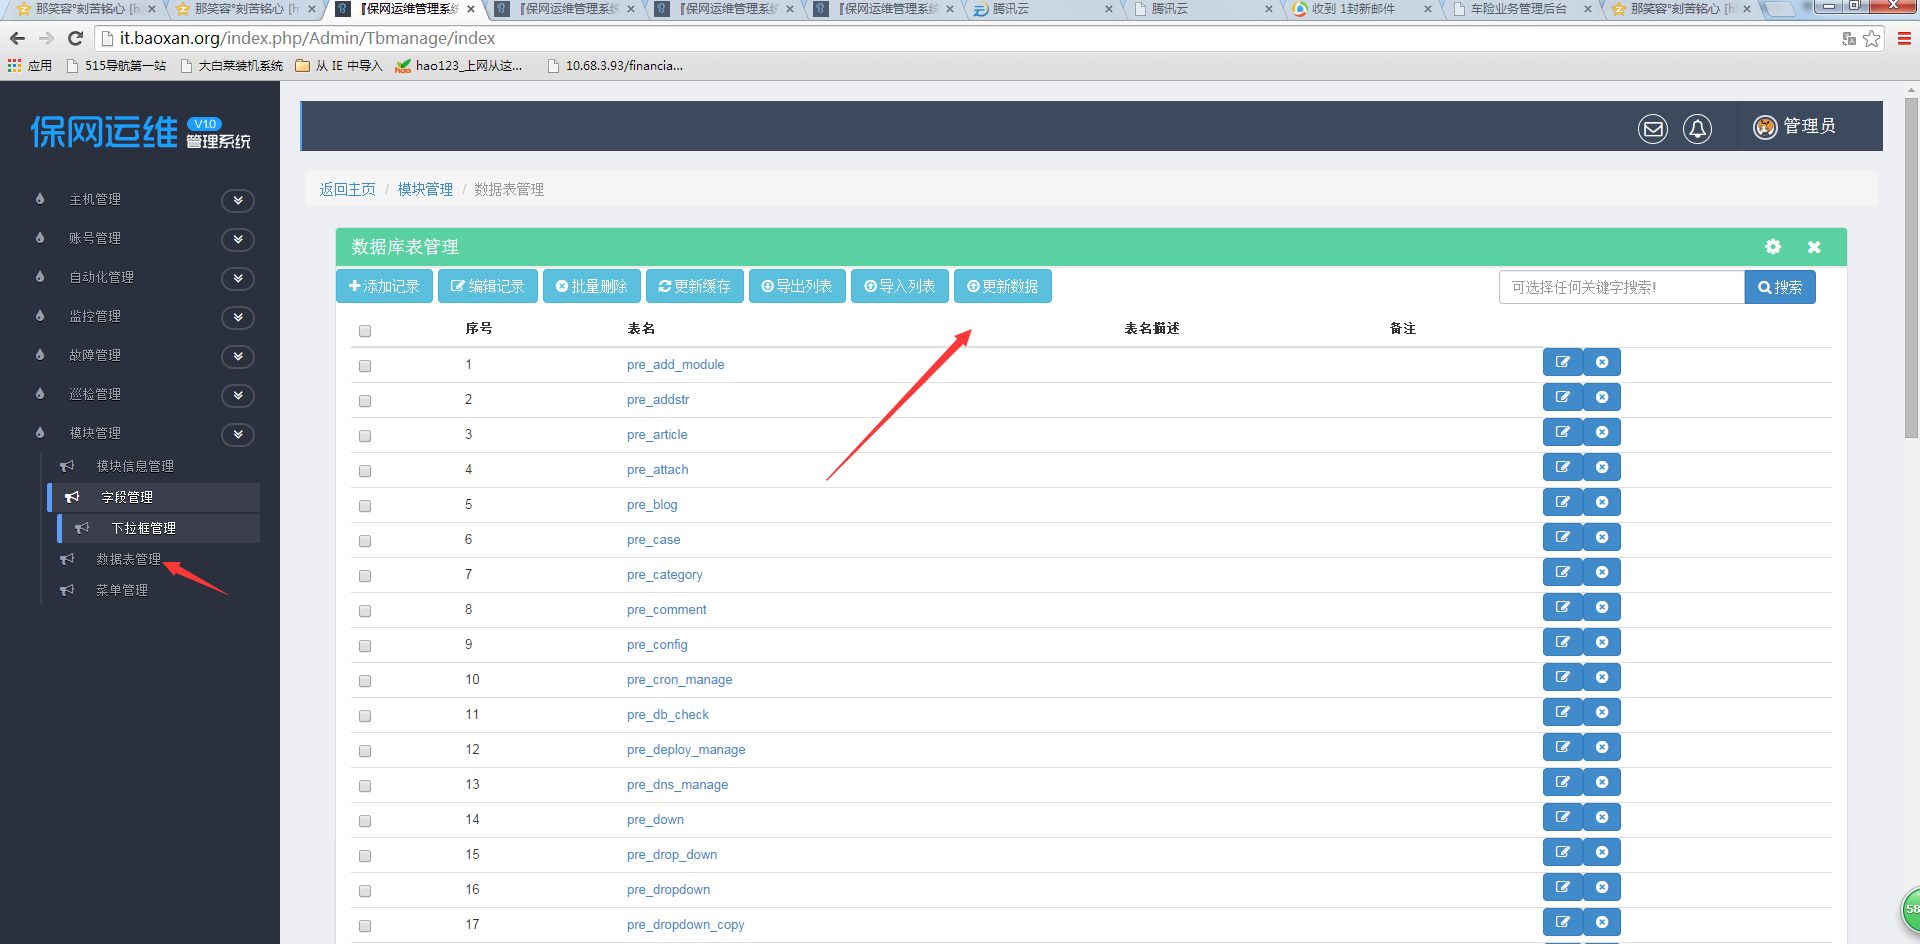 那笑容°刻苦铭心 [h
那笑容°刻苦铭心 [h
『保网运维管理系统
『保网运维管理系统
『保网运维管理系统
『保网运维管理系统
腾讯云
腾讯云
收到 1封新邮件
车险业务管理后台
那笑容°刻苦铭心 [h
it.baoxan.org/index.php/Admin/Tbmanage/index
应用
515导航第一站
大白菜装机系统
从 IE 中导入
hao123_上网从这...
10.68.3.93/financia...
保网运维 V1.0 管理系统
管理员
主机管理
账号管理
自动化管理
监控管理
故障管理
巡检管理
模块管理
模块信息管理
字段管理
下拉框管理
数据表管理
菜单管理
返回主页 / 模块管理 / 数据表管理
数据库表管理
添加记录 编辑记录 批量删除 更新缓存 导出列表 导入列表 更新数据
可选择任何关键字搜索! 搜索
序号 表名 表名描述 备注
1 pre_add_module
2 pre_addstr
3 pre_article
4 pre_attach
5 pre_blog
6 pre_case
7 pre_category
8 pre_comment
9 pre_config
10 pre_cron_manage
11 pre_db_check
12 pre_deploy_manage
13 pre_dns_manage
14 pre_down
15 pre_drop_down
16 pre_dropdown
17 pre_dropdown_copy
58